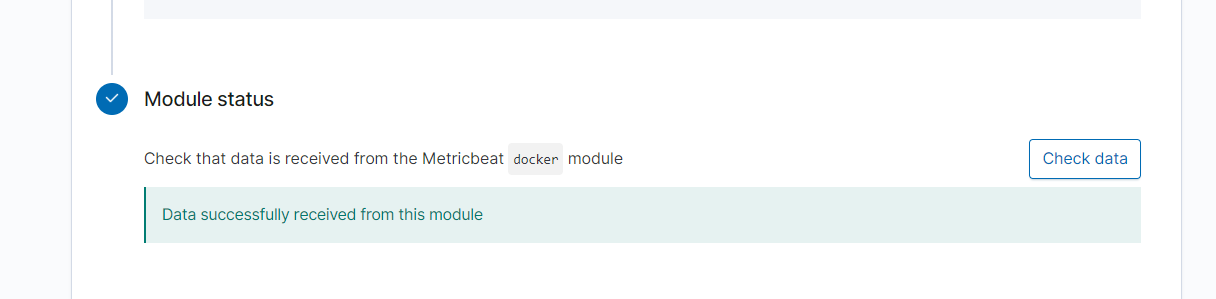 Module status
Check that data is received from the Metricbeat docker module
Check data
Data successfully received from this module